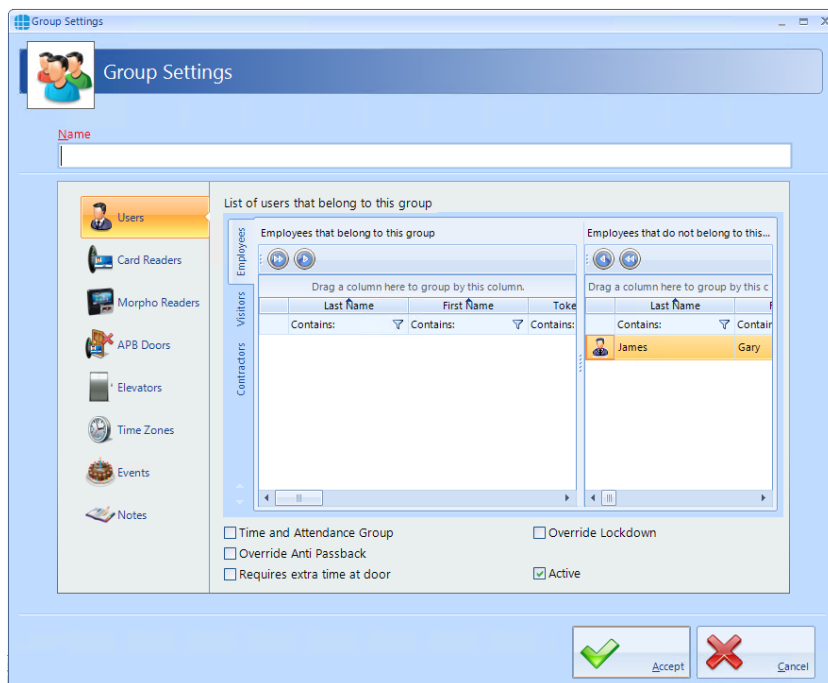 Group Settings
Group Settings
Name
Users
Card Readers
Morpho Readers
APB Doors
Elevators
Time Zones
Events
Notes
List of users that belong to this group
Employees
Visitors
Contractors
Employees that belong to this group
Drag a column here to group by this column.
Last Name First Name Toke
Contains: Contains: Contains:
Employees that do not belong to this...
Drag a column here to group by this c
Last Name F
Contains: Contair
James Gary
Time and Attendance Group
Override Lockdown
Override Anti Passback
Requires extra time at door
Active
Accept
Cancel